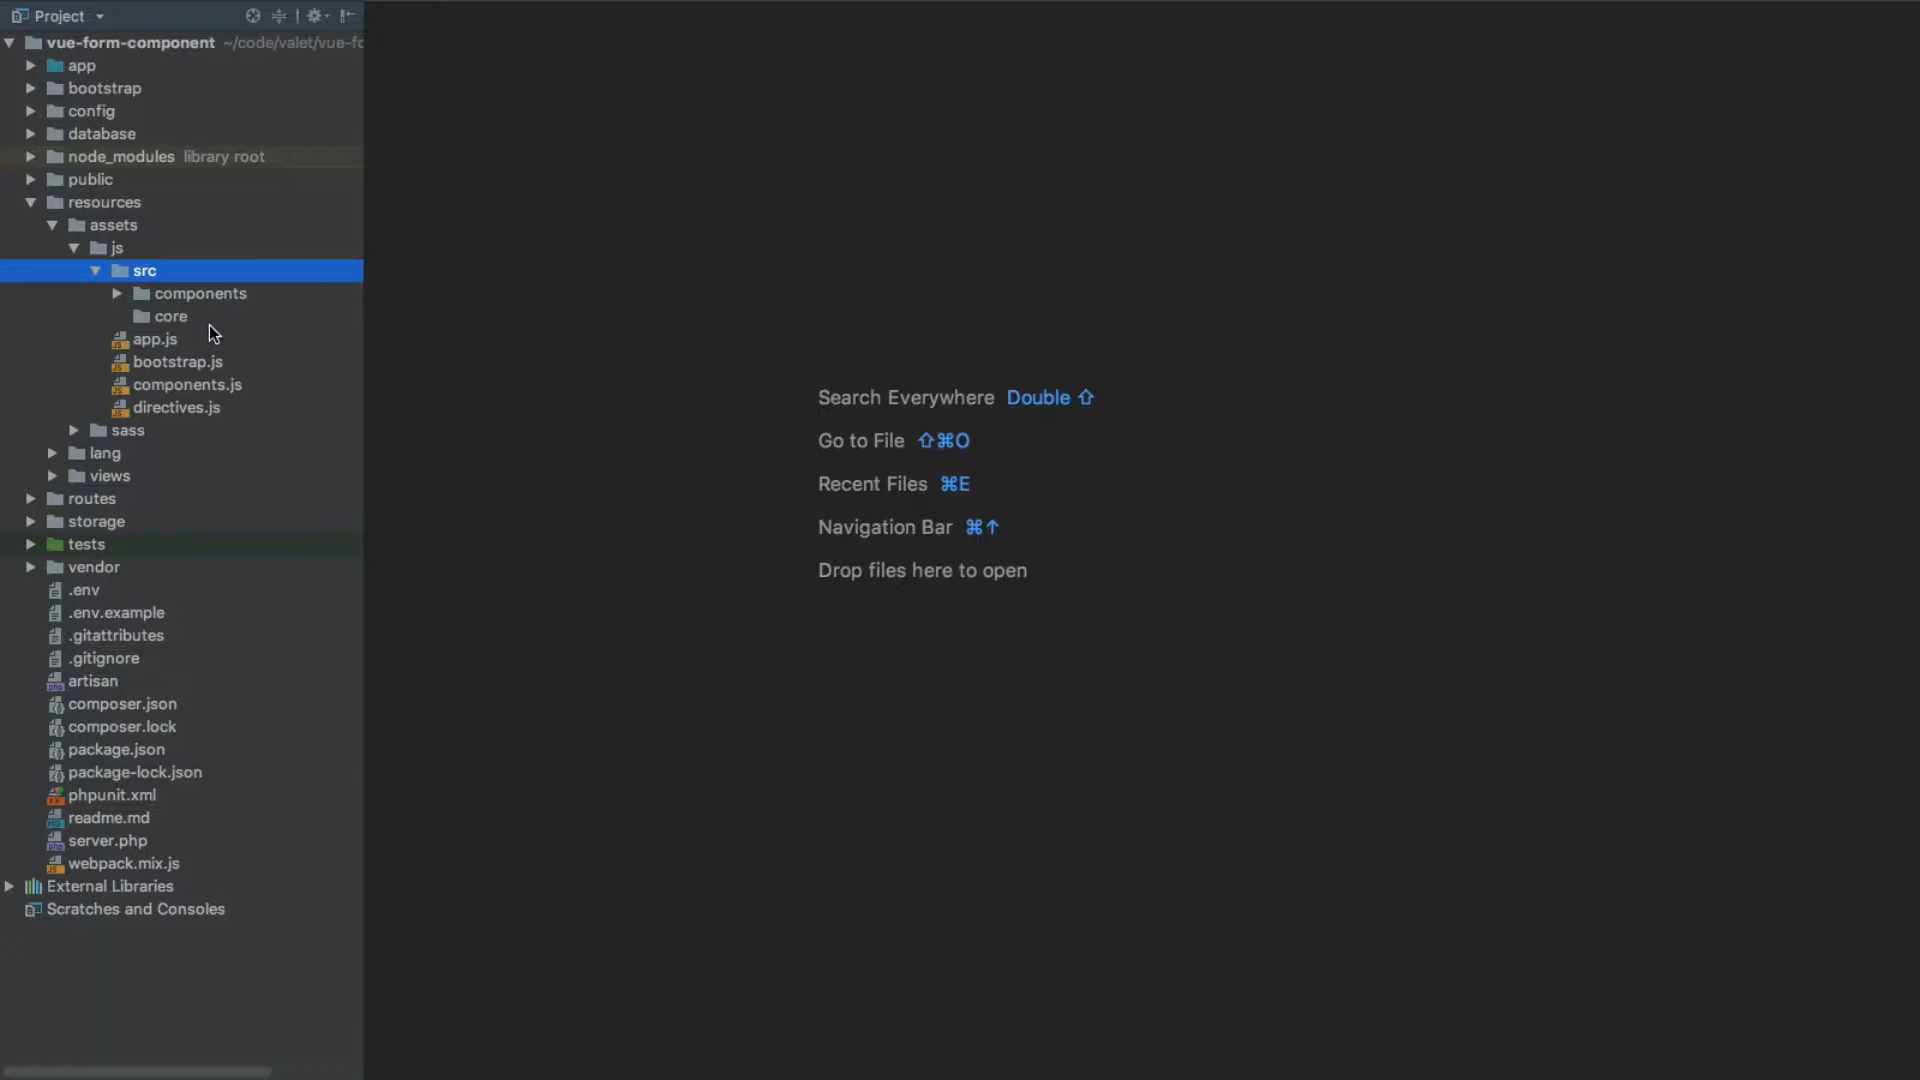 Project
vue-form-component ~/code/valet/vue-fo
app
bootstrap
config
database
node_modules library root
public
resources
assets
js
src
components
core
app.js
bootstrap.js
components.js
directives.js
sass
lang
views
routes
storage
tests
vendor
.env
.env.example
.gitattributes
.gitignore
artisan
composer.json
composer.lock
package.json
package-lock.json
phpunit.xml
readme.md
server.php
webpack.mix.js
External Libraries
Scratches and Consoles
Search Everywhere Double ⇧
Go to File ⇧⌘O
Recent Files ⌘E
Navigation Bar ⌘↑
Drop files here to open